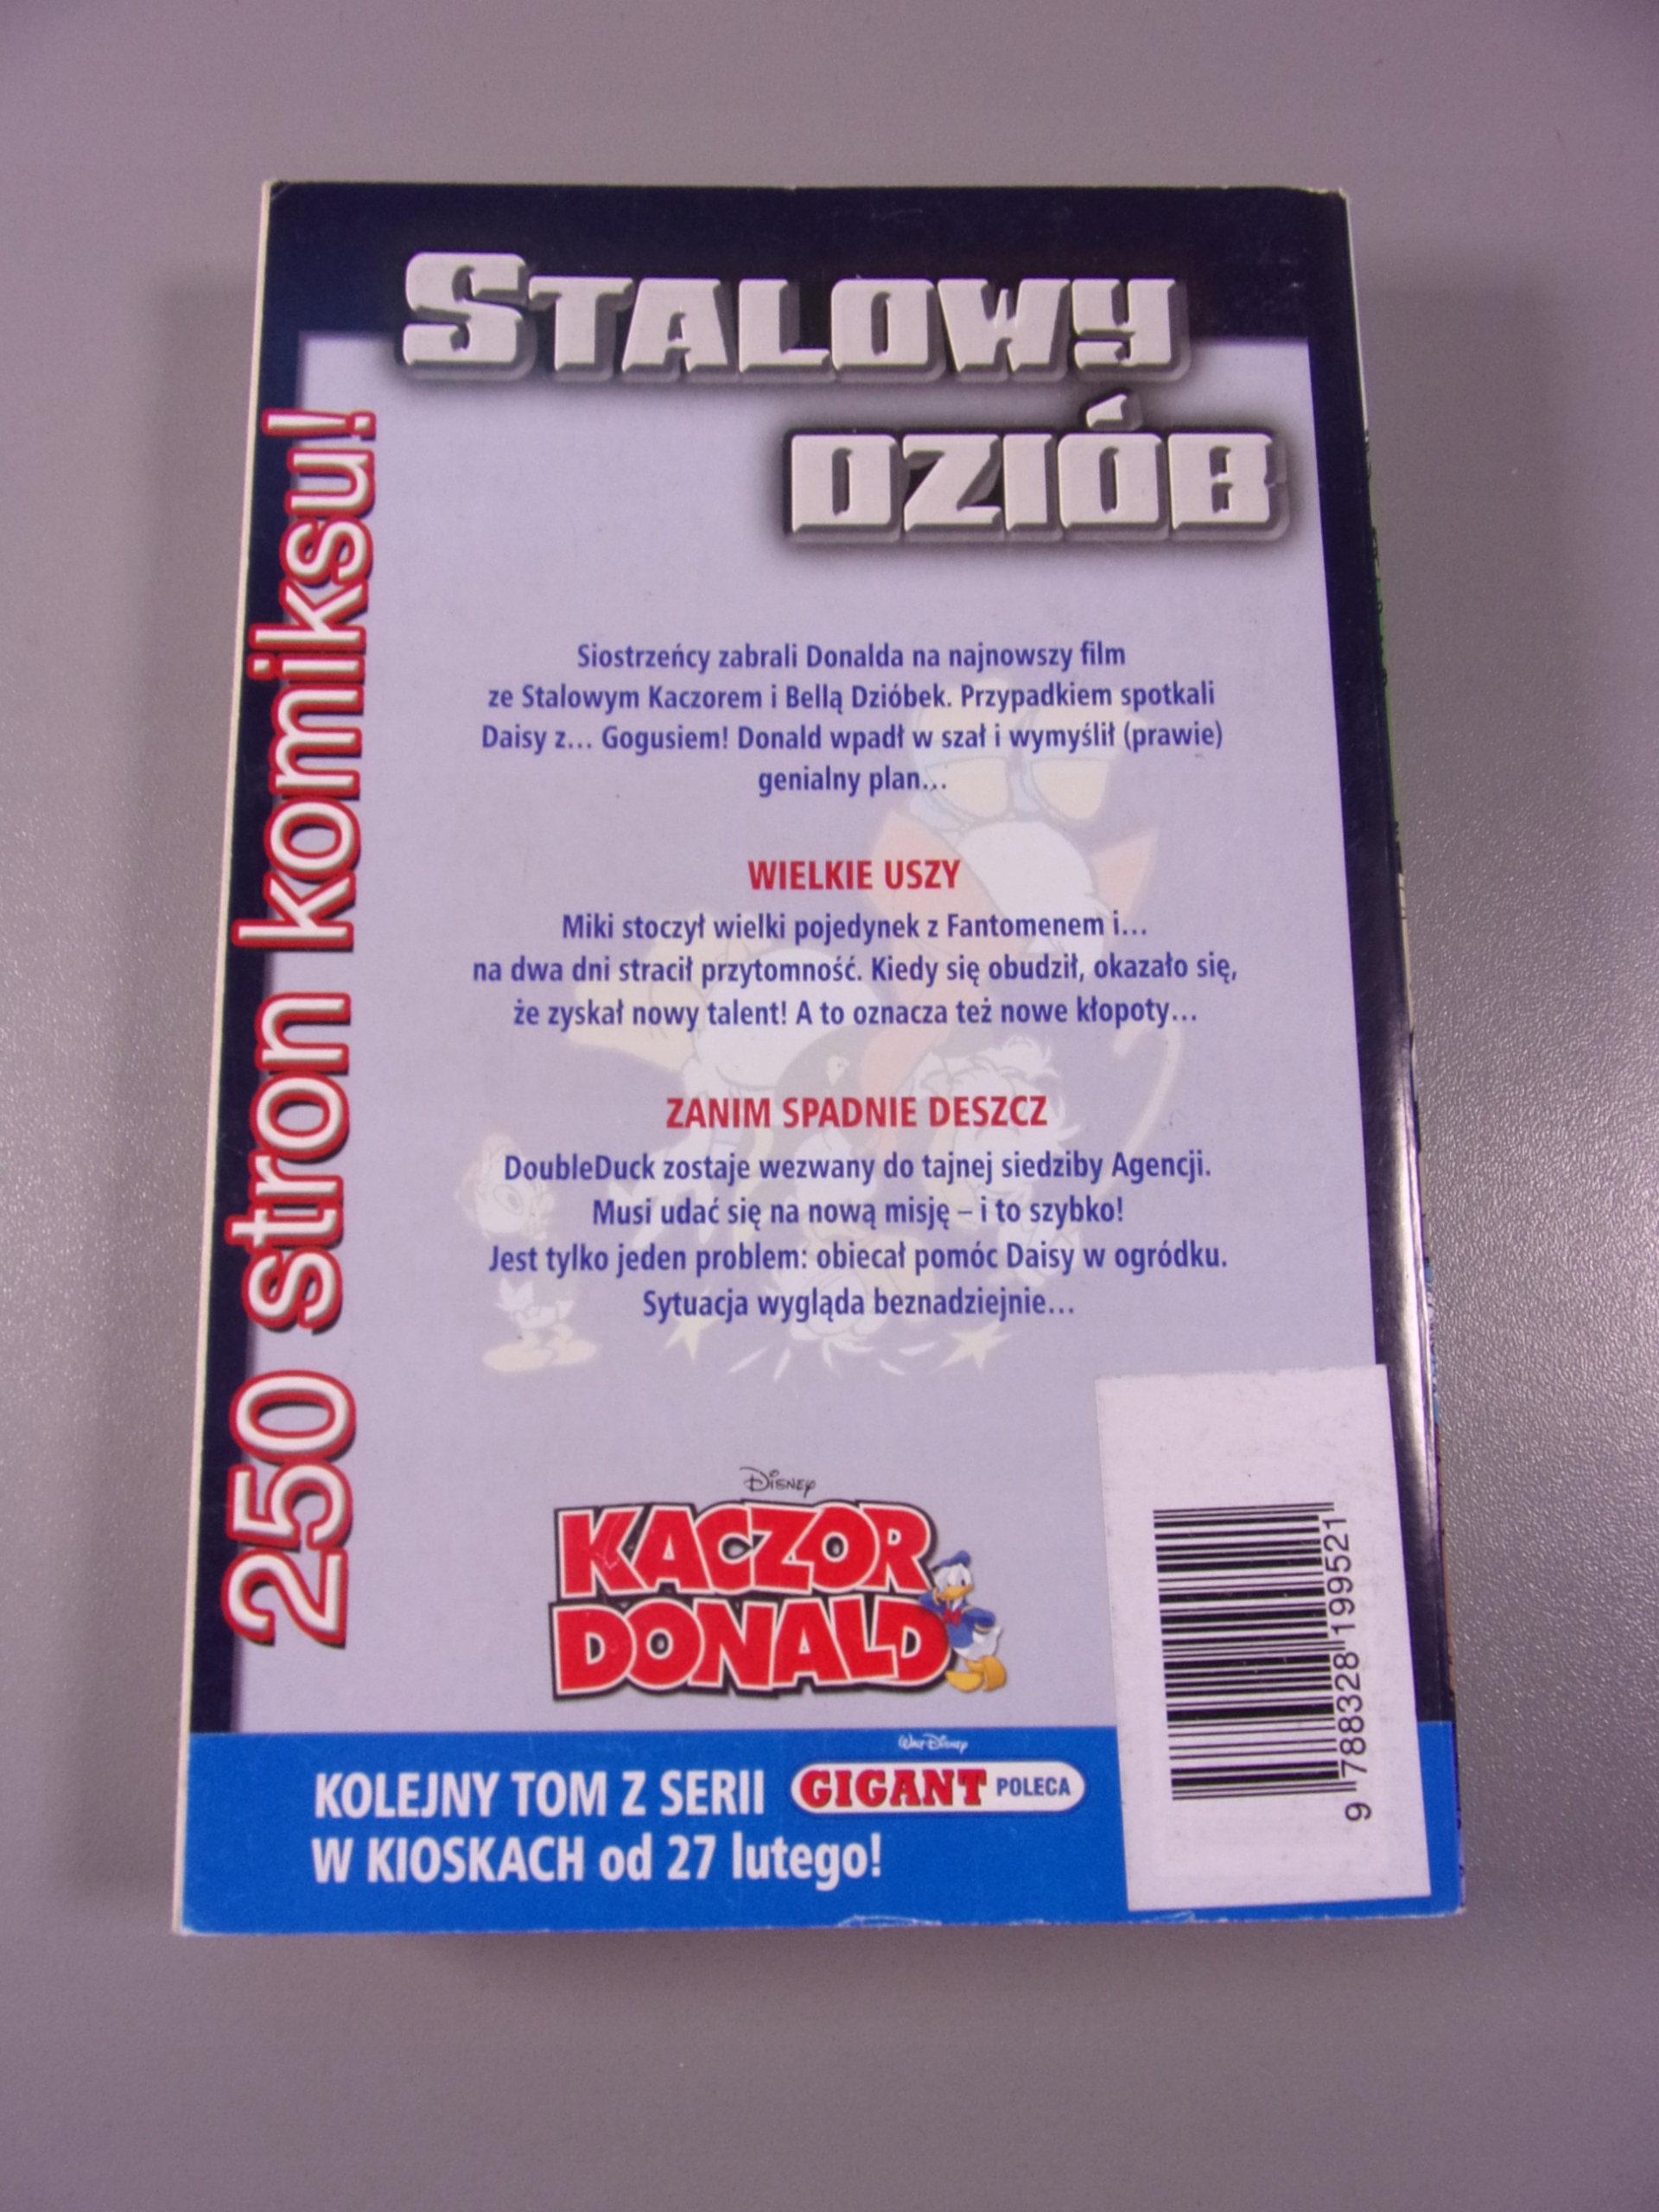 STALOWY
DZIÓB
250 stron komiksu!
Siostrzeńcy zabrali Donalda na najnowszy film
ze Stalowym Kaczorem i Bellą Dzióbek. Przypadkiem spotkali
Daisy z... Gogusiem! Donald wpadł w szał i wymyślił (prawie)
genialny plan...
WIELKIE USZY
Miki stoczył wielki pojedynek z Fantomenem i...
na dwa dni stracił przytomność. Kiedy się obudził, okazało się,
że zyskał nowy talent! A to oznacza też nowe kłopoty...
ZANIM SPADNIE DESZCZ
DoubleDuck zostaje wezwany do tajnej siedziby Agencji.
Musi udać się na nową misję – i to szybko!
Jest tylko jeden problem: obiecał pomóc Daisy w ogródku.
Sytuacja wygląda beznadziejnie...
Disney
KACZOR
DONALD
9 788328 199521
Walt Disney
KOLEJNY TOM Z SERII GIGANT POLECA
W KIOSKACH od 27 lutego!